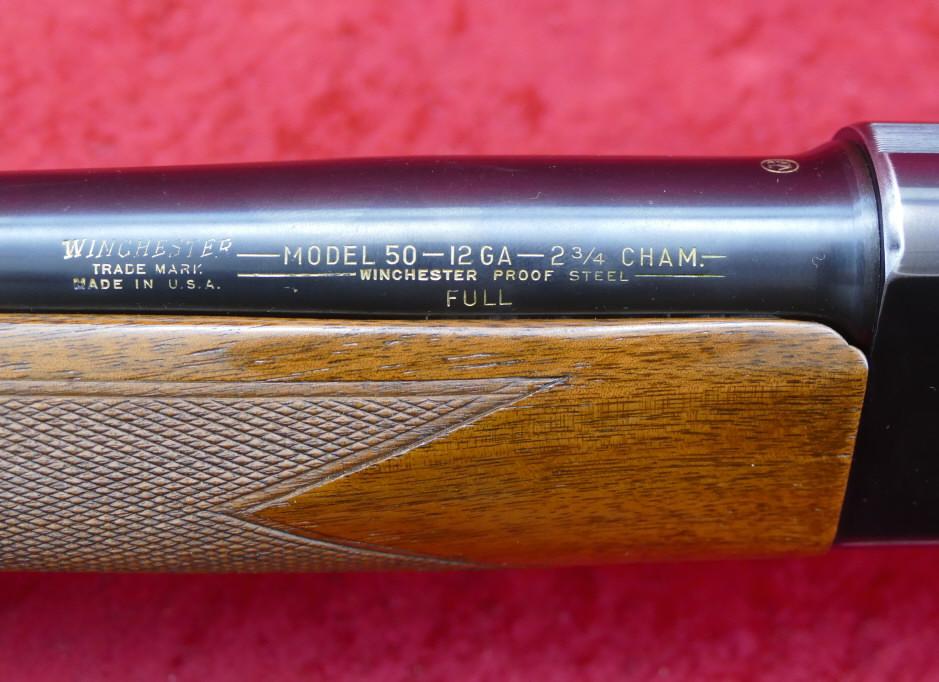 WINCHESTER
TRADE MARK
MADE IN U.S.A.
—MODEL 50—12 GA—2 3/4 CHAM.—
WINCHESTER PROOF STEEL
FULL